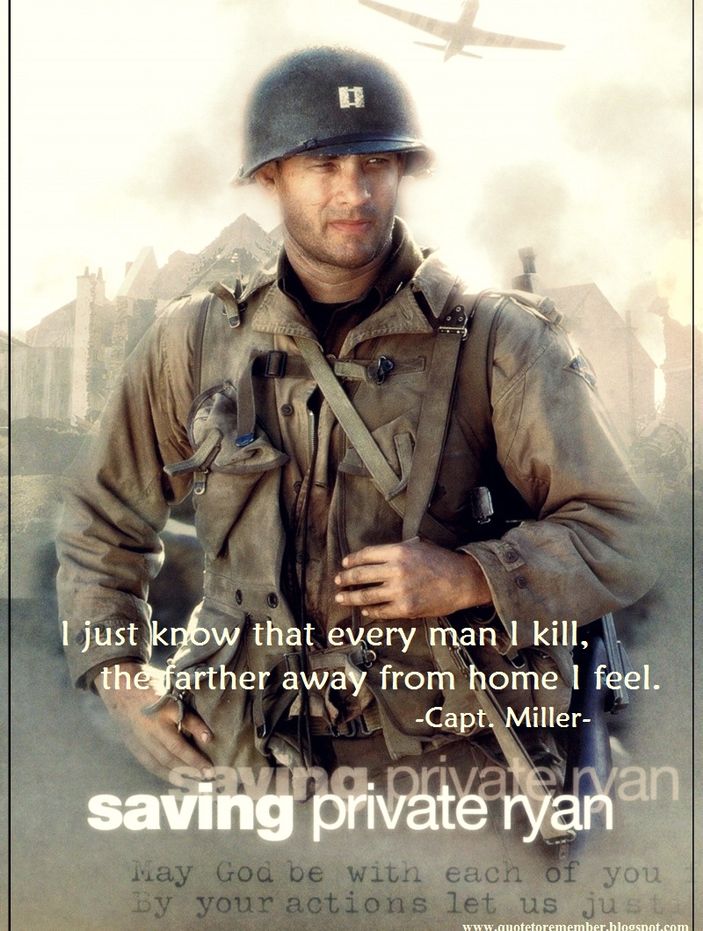 I just know that every man I kill,
the farther away from home I feel.
-Capt. Miller-
saving private ryan
saving private ryan
May God be with each of you
By your actions let us
www.quotetoremember.blogspot.com